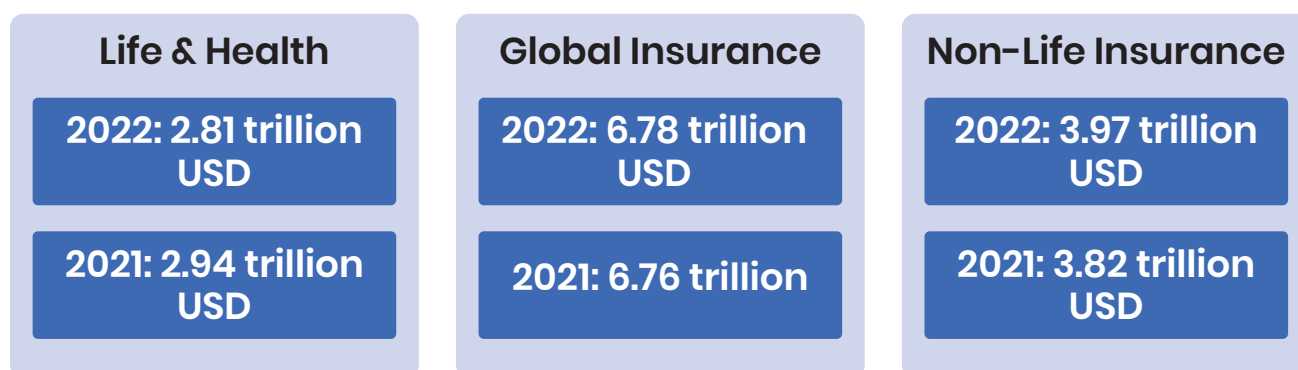 Life & Health
2022: 2.81 trillion
USD
2021: 2.94 trillion
USD
Global Insurance
2022: 6.78 trillion
USD
2021: 6.76 trillion
Non-Life Insurance
2022: 3.97 trillion
USD
2021: 3.82 trillion
USD